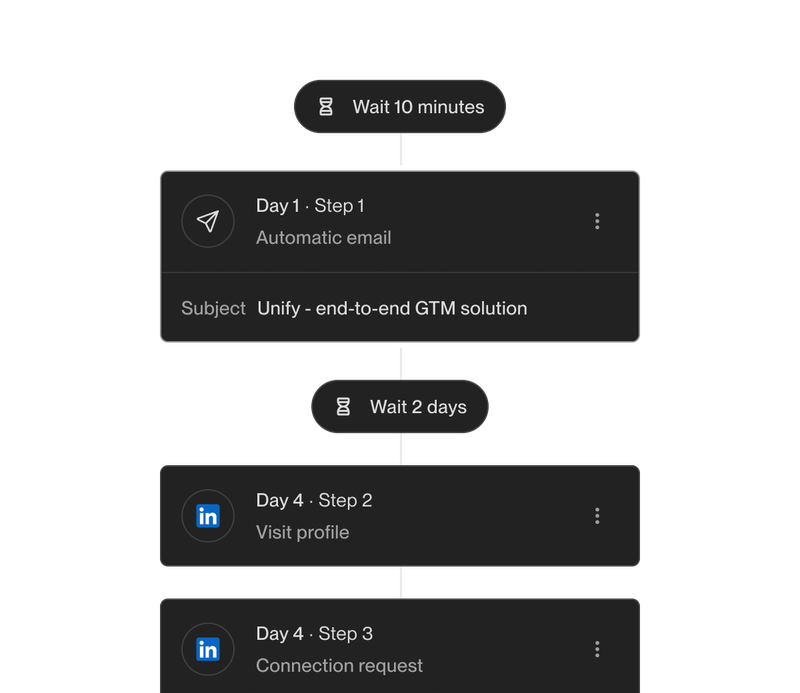 Wait 10 minutes
Day 1 · Step 1
Automatic email
Subject Unify - end-to-end GTM solution
Wait 2 days
Day 4 · Step 2
Visit profile
Day 4 · Step 3
Connection request